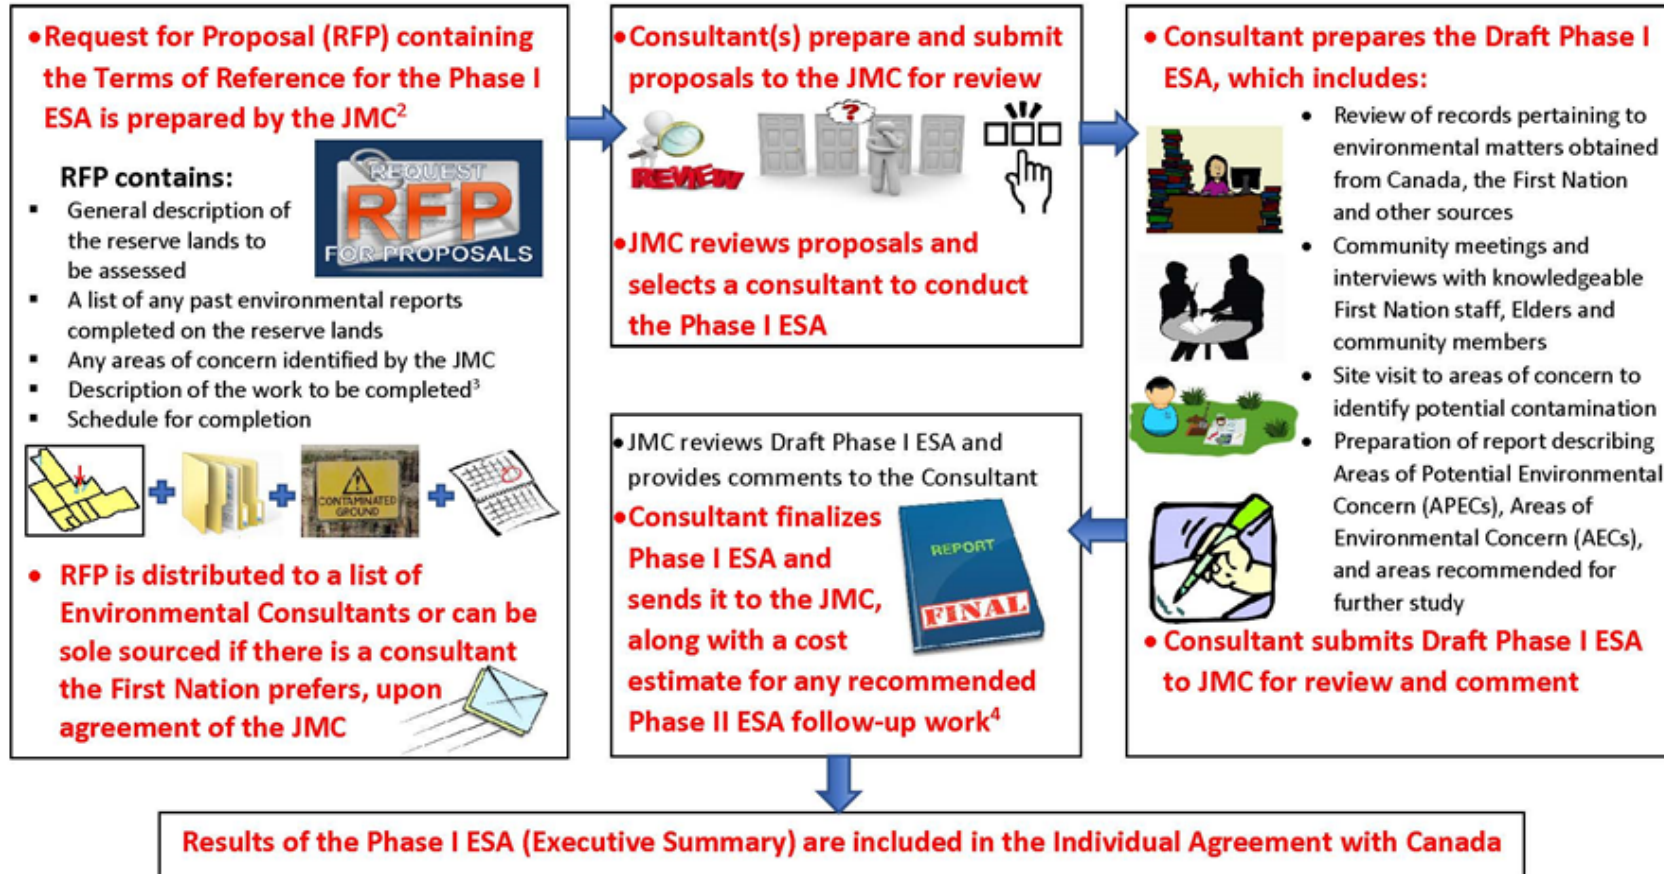 • Request for Proposal (RFP) containing
the Terms of Reference for the Phase I
ESA is prepared by the JMC²
RFP contains:
▪ General description of
the reserve lands to
be assessed
▪ A list of any past environmental reports
completed on the reserve lands
▪ Any areas of concern identified by the JMC
▪ Description of the work to be completed³
▪ Schedule for completion
REQUEST
RFP
FOR PROPOSALS
CONTAMINATED
GROUND
• RFP is distributed to a list of
Environmental Consultants or can be
sole sourced if there is a consultant
the First Nation prefers, upon
agreement of the JMC
• Consultant(s) prepare and submit
proposals to the JMC for review
REVIEW
?
• JMC reviews proposals and
selects a consultant to conduct
the Phase I ESA
• Consultant prepares the Draft Phase I
ESA, which includes:
• Review of records pertaining to
environmental matters obtained
from Canada, the First Nation
and other sources
• Community meetings and
interviews with knowledgeable
First Nation staff, Elders and
community members
• Site visit to areas of concern to
identify potential contamination
• Preparation of report describing
Areas of Potential Environmental
Concern (APECs), Areas of
Environmental Concern (AECs),
and areas recommended for
further study
• Consultant submits Draft Phase I ESA
to JMC for review and comment
• JMC reviews Draft Phase I ESA and
provides comments to the Consultant
• Consultant finalizes
Phase I ESA and
sends it to the JMC,
along with a cost
estimate for any recommended
Phase II ESA follow-up work⁴
REPORT
FINAL
Results of the Phase I ESA (Executive Summary) are included in the Individual Agreement with Canada